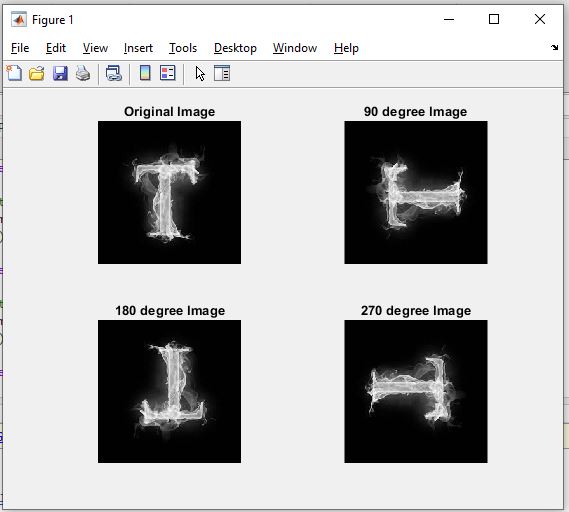 Figure 1
File Edit View Insert Tools Desktop Window Help
Original Image
90 degree Image
T
T
180 degree Image
270 degree Image
T
T